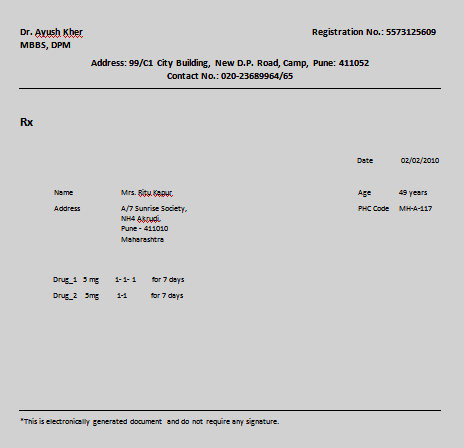 Dr. Ayush Kher Registration No.: 5573125609
MBBS, DPM
Address: 99/C1 City Building, New D.P. Road, Camp, Pune: 411052
Contact No.: 020-23689964/65
Rx
Date 02/02/2010
Name Mrs. Ritu Kapur, Age 49 years
Address A/7 Sunrise Society, PHC Code MH-A-117
NH4 Akrudi,
Pune - 411010
Maharashtra
Drug_1 5 mg 1- 1- 1 for 7 days
Drug_2 5mg 1-1 for 7 days
*This is electronically generated document and do not require any signature.